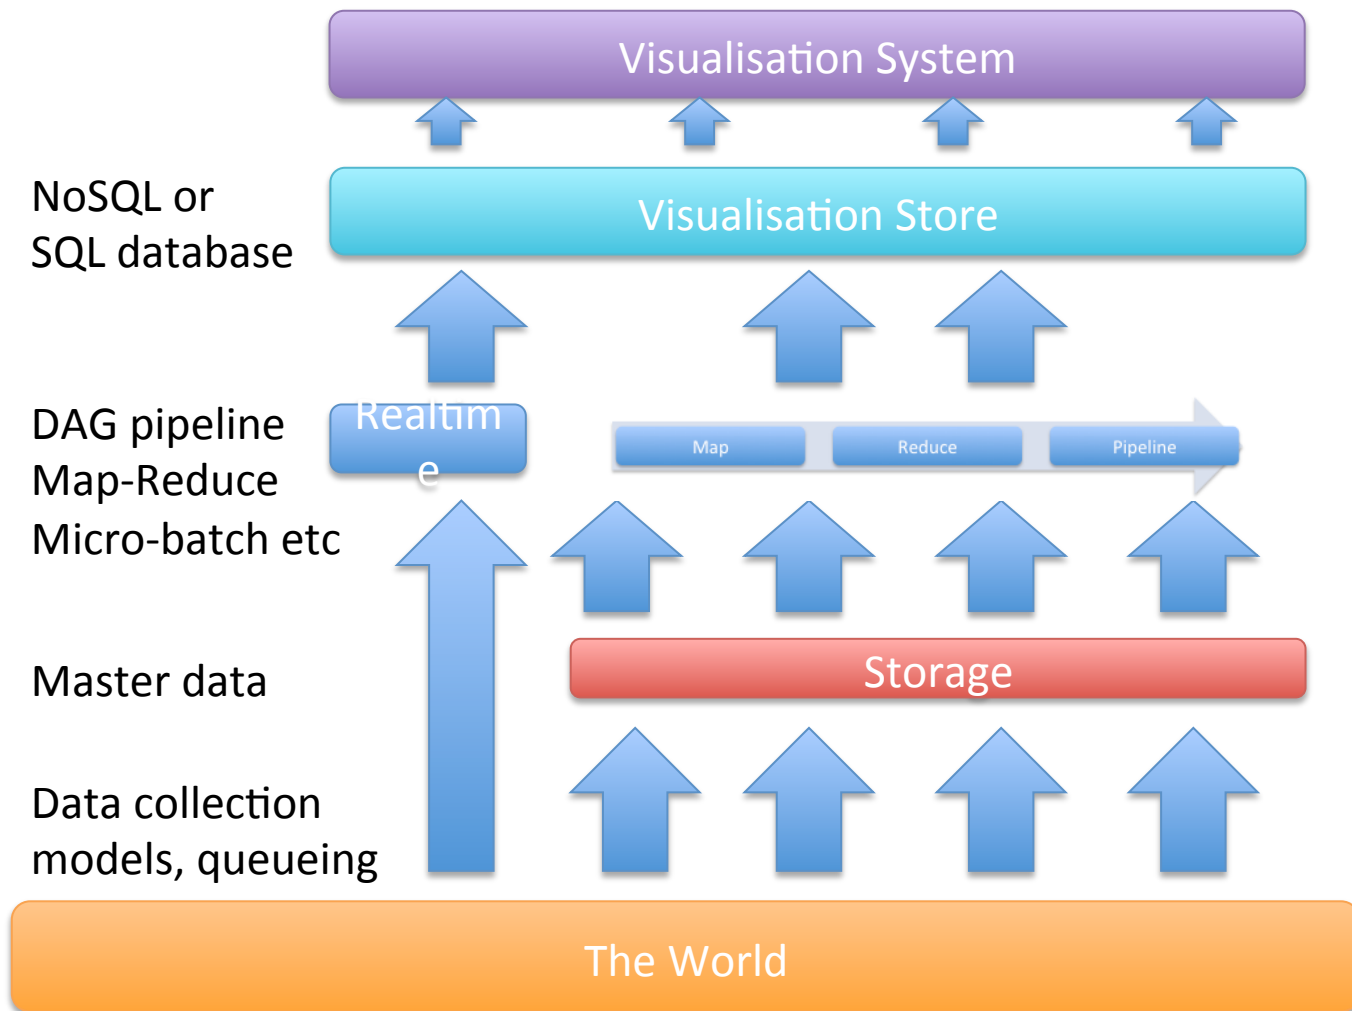 Visualisation System
NoSQL or
SQL database
Visualisation Store
DAG pipeline
Map-Reduce
Micro-batch etc
Realtim
e
Map
Reduce
Pipeline
Master data
Storage
Data collection
models, queueing
The World